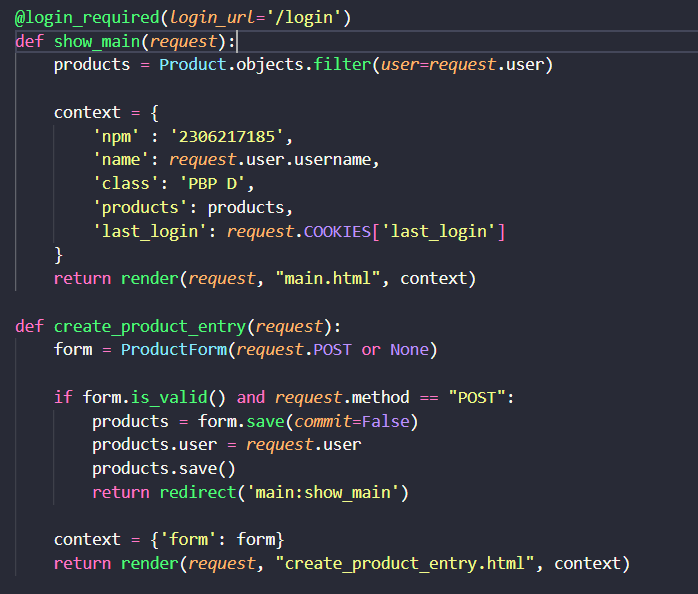 @login_required(login_url='/login')
def show_main(request):
    products = Product.objects.filter(user=request.user)

    context = {
        'npm' : '2306217185',
        'name': request.user.username,
        'class': 'PBP D',
        'products': products,
        'last_login': request.COOKIES['last_login']
    }
    return render(request, "main.html", context)

def create_product_entry(request):
    form = ProductForm(request.POST or None)

    if form.is_valid() and request.method == "POST":
        products = form.save(commit=False)
        products.user = request.user
        products.save()
        return redirect('main:show_main')

    context = {'form': form}
    return render(request, "create_product_entry.html", context)